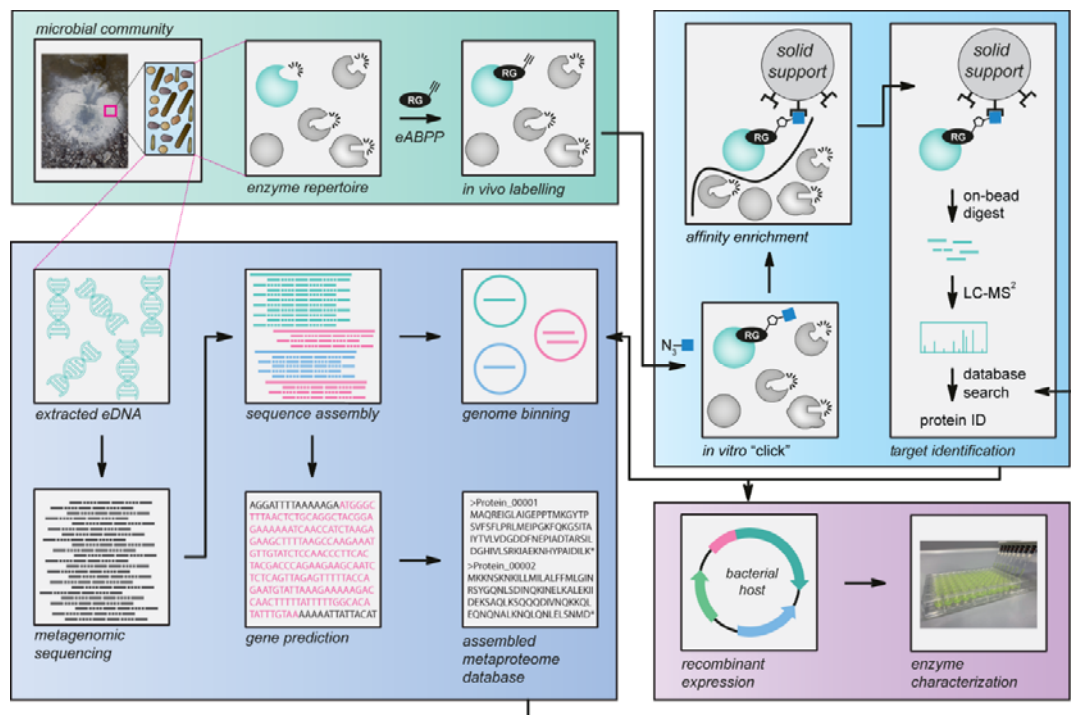 microbial community
RG
eABPP
RG
enzyme repertoire
in vivo labelling
solid
support
RG
affinity enrichment
solid
support
RG
on-bead
digest
LC-MS²
database
search
protein ID
target identification
N₃
RG
in vitro “click”
extracted eDNA
sequence assembly
genome binning
metagenomic
sequencing
AGGATTTTAAAAAGAATGGGC
TTTAACTCTGCAGGCTACGGA
GAAAAAATCAACCATCTAAGA
GAAGCTTTTAAGCCAAGAAAT
GTTGTATCTCCAACCCTTCAC
TACGACCCAGAAGAAGCAATC
TCTCAGTTAGAGTTTTTACCA
GAATGTATTAAAGAAAAAGAC
CAACTTTTTATTTTTGGCACA
TATTTGTAAAAAAATTATTACAT
gene prediction
>Protein_00001
MAQREIGLAIGEPPTMKGYTP
SVFSFLPRLMEIPGKFQKGSITA
IYTVLVDGDDFNEPIADTARSIL
DGHIVLSRKIAEKNHYPAIDILK*
>Protein_00002
MKKNSKNKILLMILALFFMLGIN
RSYGQNLSDINQKINELKALEKII
DEKSAQLKSQQQDIVNQKKQL
EQNQNALKNQLQNLELSNMD*
assembled
metaproteome
database
bacterial
host
recombinant
expression
enzyme
characterization